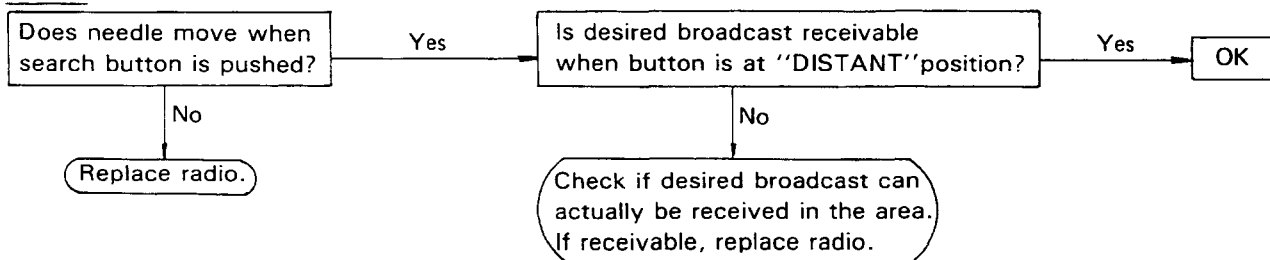 Does needle move when
search button is pushed?
Yes
Is desired broadcast receivable
when button is at "DISTANT" position?
Yes
OK
No
Replace radio.
No
Check if desired broadcast can
actually be received in the area.
If receivable, replace radio.